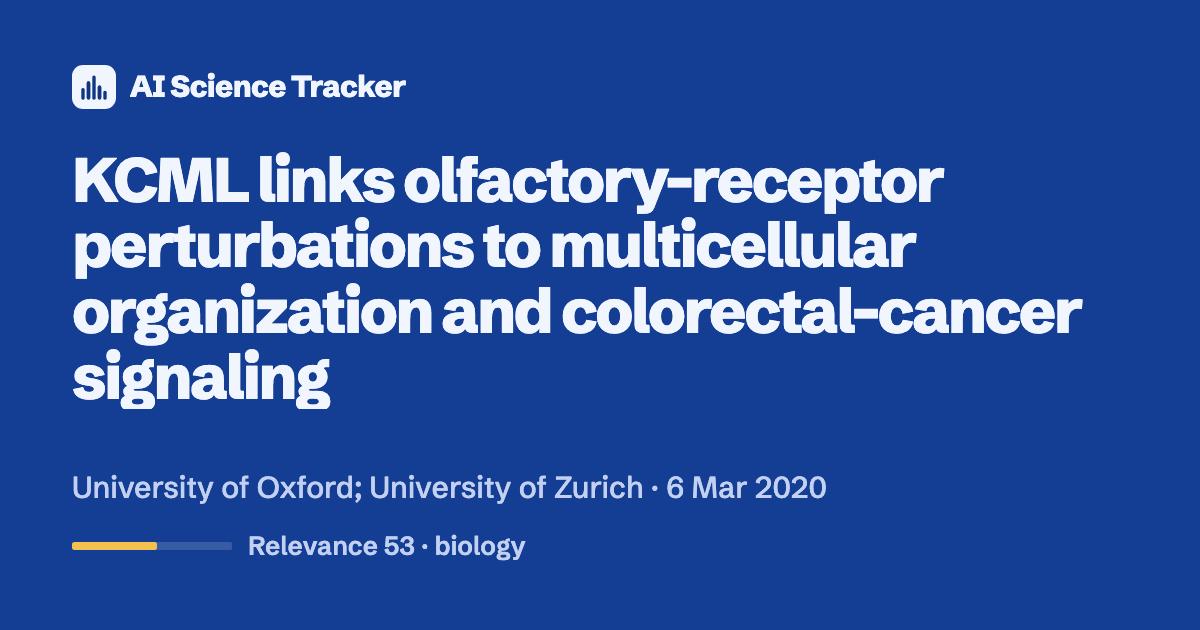 AI Science Tracker
KCML links olfactory-receptor
perturbations to multicellular
organization and colorectal-cancer
signaling
University of Oxford; University of Zurich · 6 Mar 2020
Relevance 53 · biology